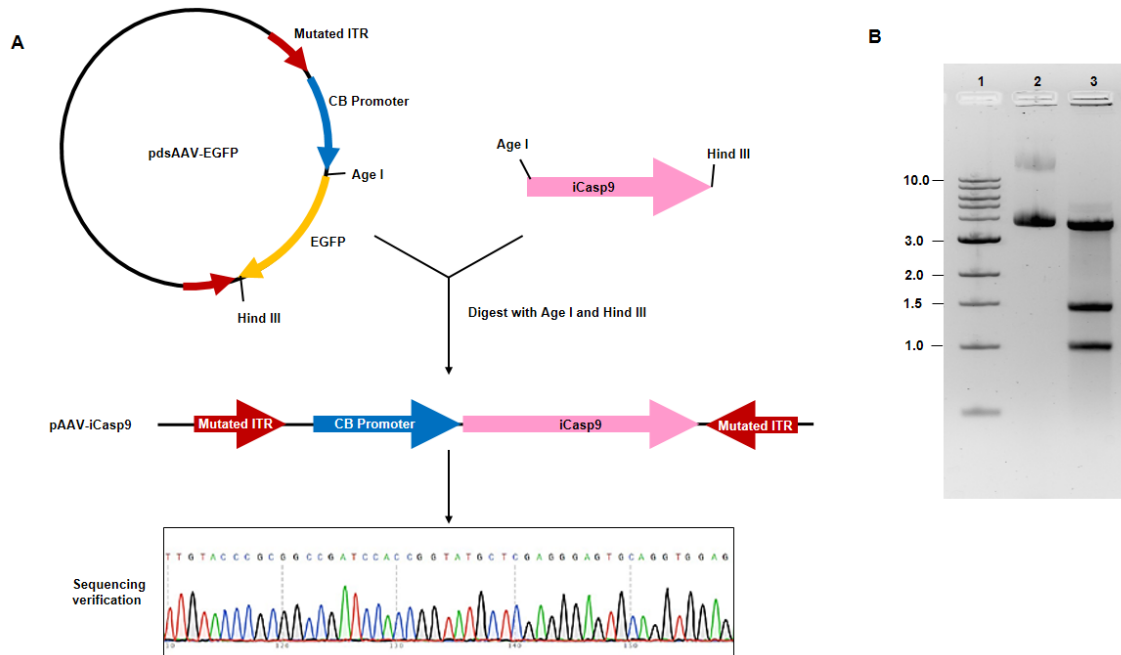 A
B
Mutated ITR
CB Promoter
pdsAAV-EGFP
Age I
EGFP
Hind III
Age I
Hind III
iCasp9
Digest with Age I and Hind III
pAAV-iCasp9
Mutated ITR
CB Promoter
iCasp9
Mutated ITR
T T G T A C C C G C G G C C G A T C C A C C G G T A T G C T C G A G G G A G T G C A G G T G G A G
Sequencing
verification
1 2 3
10.0
3.0
2.0
1.5
1.0